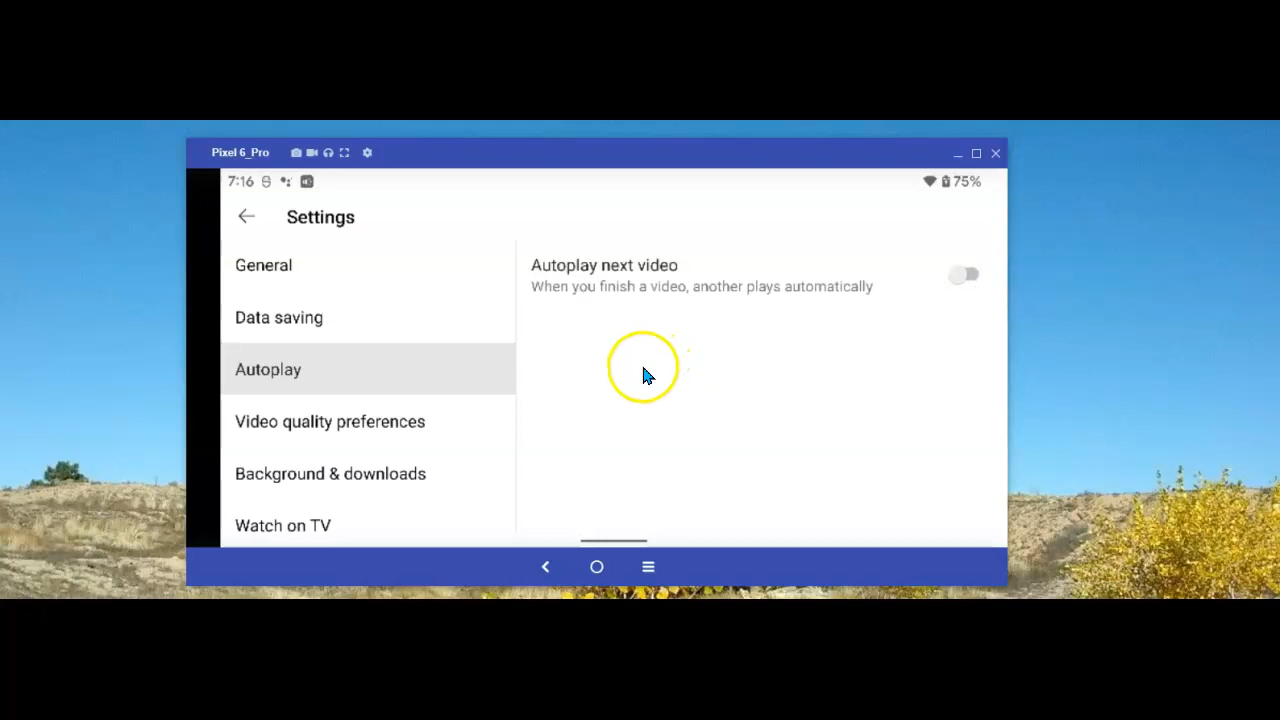 Pixel 6_Pro
7:16
75%
Settings
General
Data saving
Autoplay
Video quality preferences
Background & downloads
Watch on TV
Autoplay next video
When you finish a video, another plays automatically